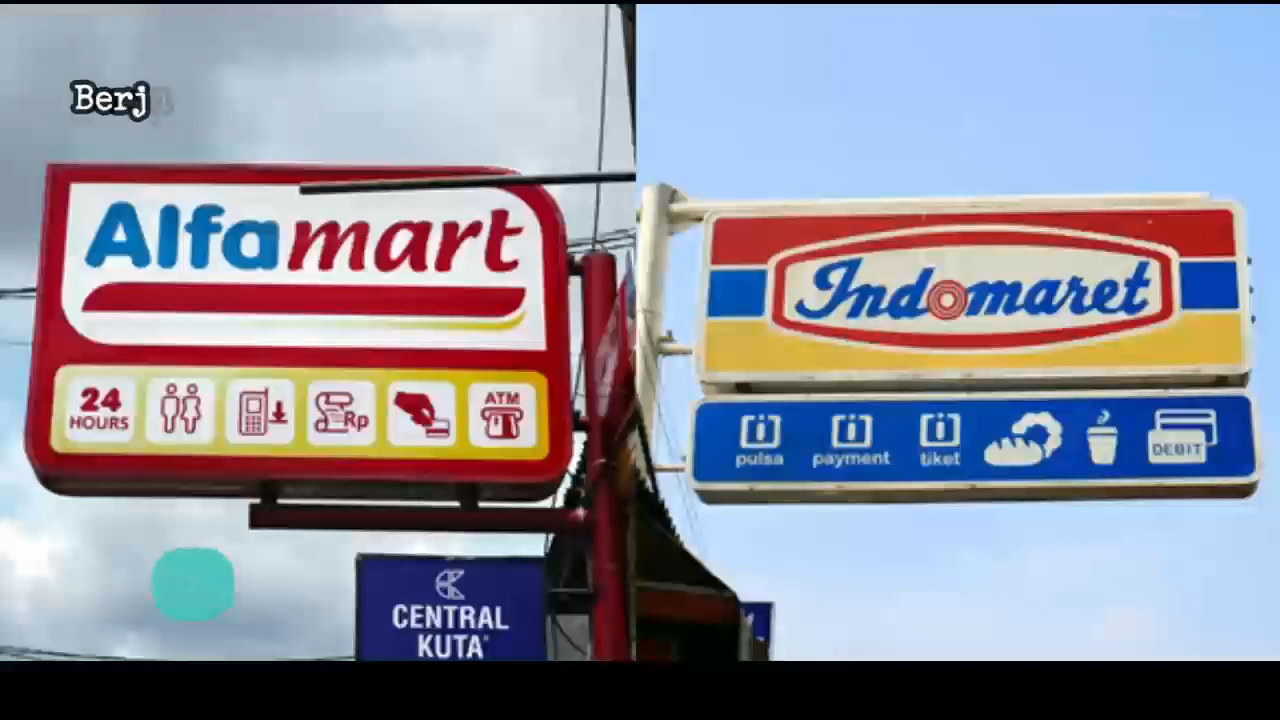 Berj
Alfamart
24
HOURS
Rp
ATM
CENTRAL
KUTA
Indomaret
pulsa
payment
tiket
DEBIT